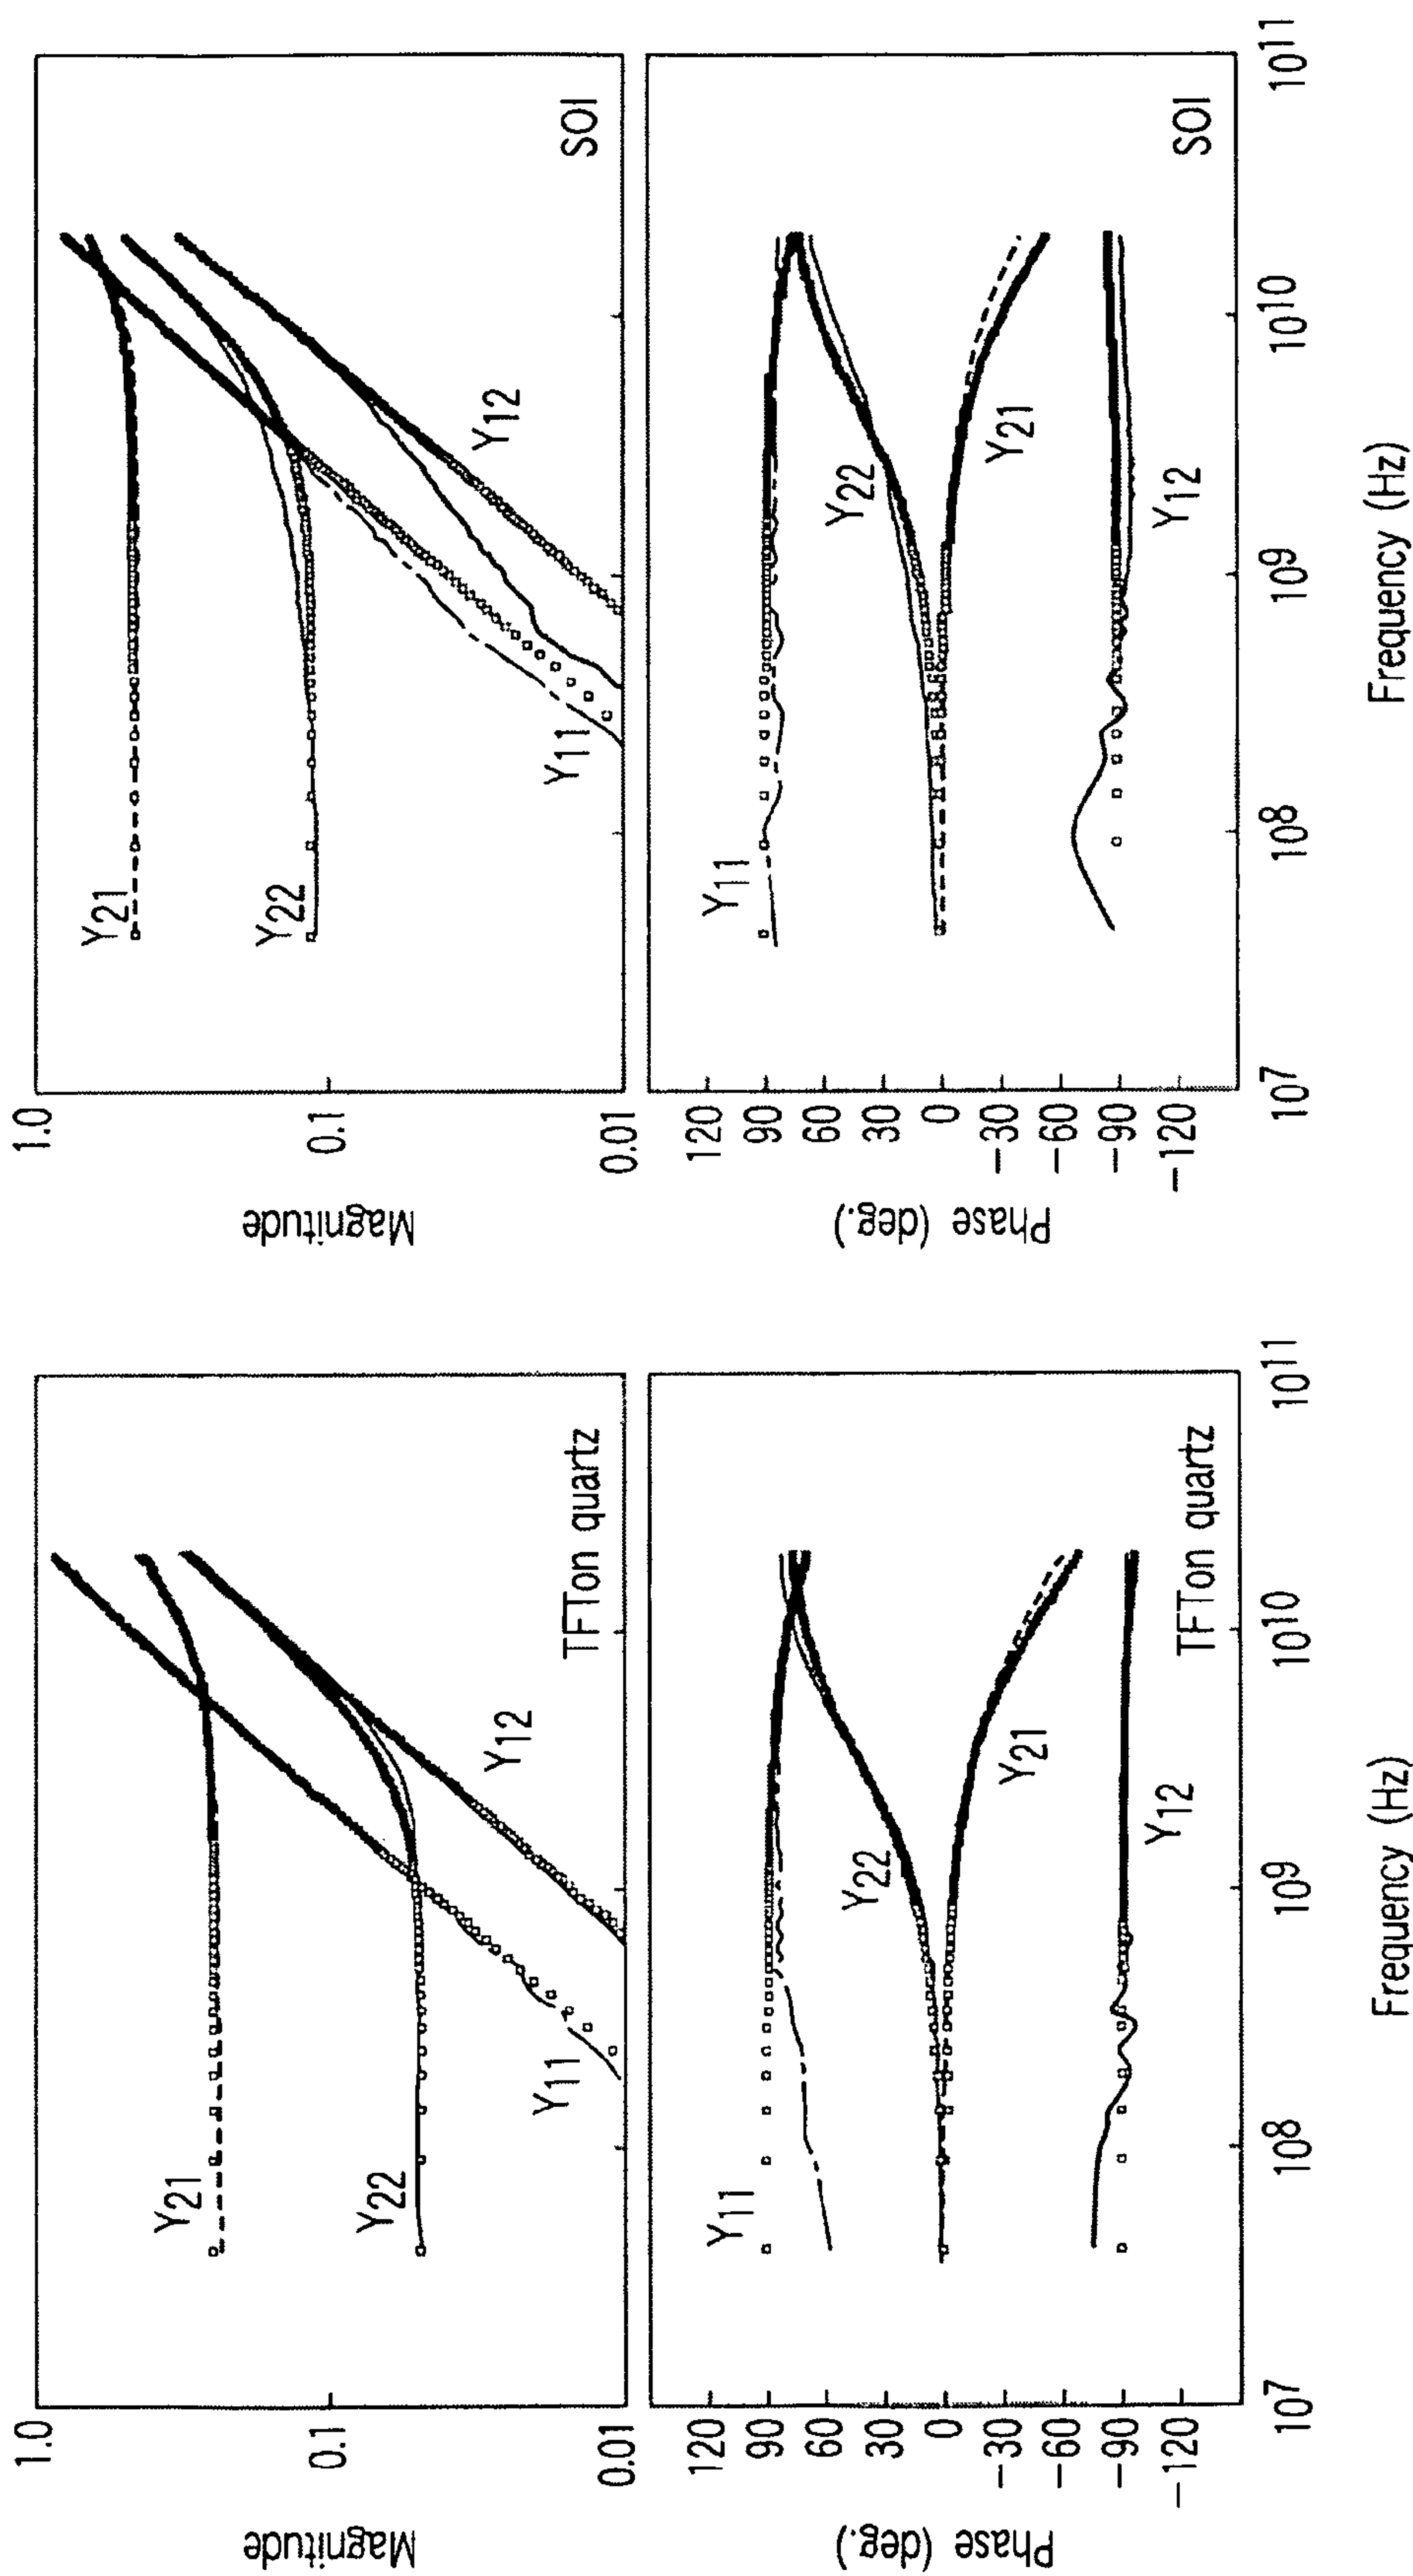 1.0
0.1
0.01
Magnitude
Y21
Y22
Y11
Y12
TFTon quartz
120
90
60
30
0
-30
-60
-90
-120
Phase (deg.)
Y11
Y22
Y21
Y12
TFTon quartz
10^7
10^8
10^9
10^10
10^11
Frequency (Hz)
1.0
0.1
0.01
Magnitude
Y21
Y22
Y11
Y12
SOI
120
90
60
30
0
-30
-60
-90
-120
Phase (deg.)
Y11
Y22
Y21
Y12
SOI
10^7
10^8
10^9
10^10
10^11
Frequency (Hz)